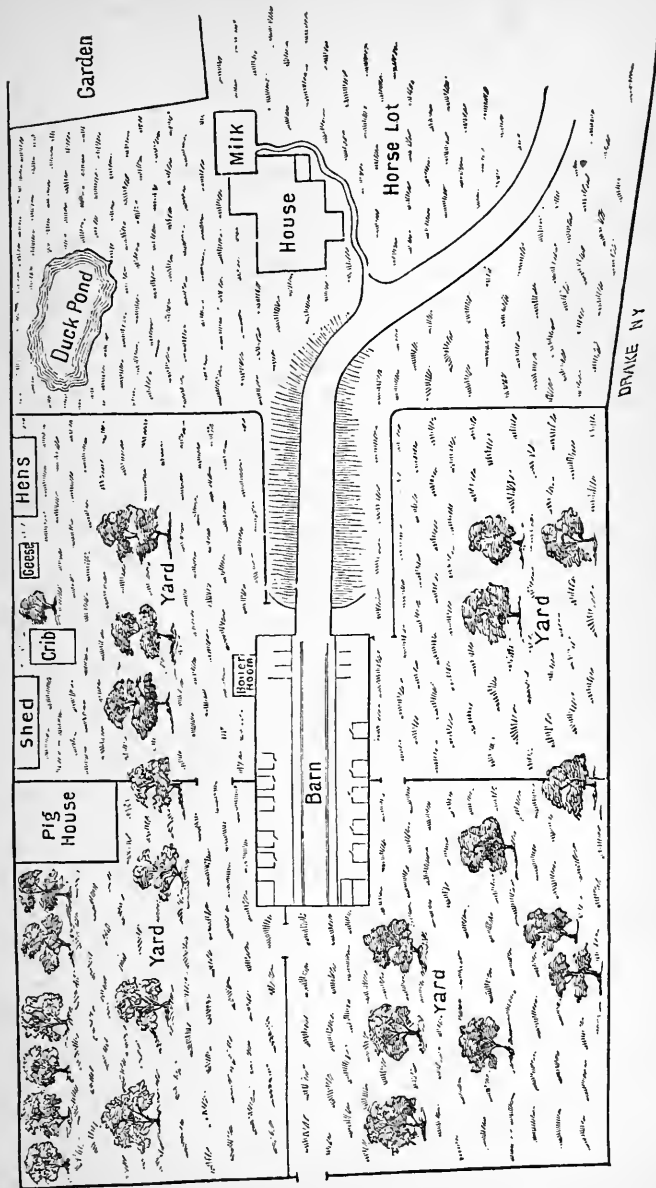 Garden
Duck Pond
Milk
House
Horse Lot
Hens
Geese
Crib
Shed
Yard
Boiler
Room
Barn
Yard
Pig
House
Yard
Yard
DRAKE NY